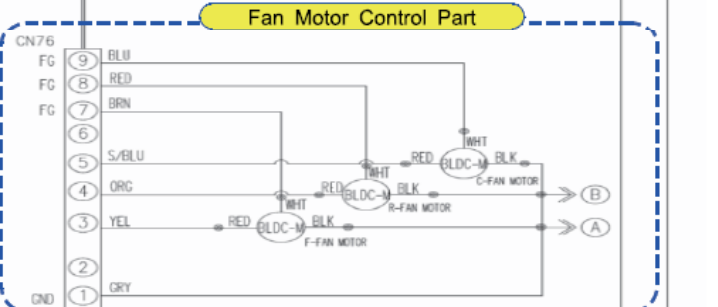 Fan Motor Control Part
CN76
FG 9 BLU
FG 8 RED
FG 7 BRN
6
WHT
5 S/BLU RED BLDC-M BLK
C-FAN MOTOR
WHT
4 ORG RED BLDC-M BLK B
R-FAN MOTOR
WHT
3 YEL RED BLDC-M BLK A
F-FAN MOTOR
2
GND 1 GRY